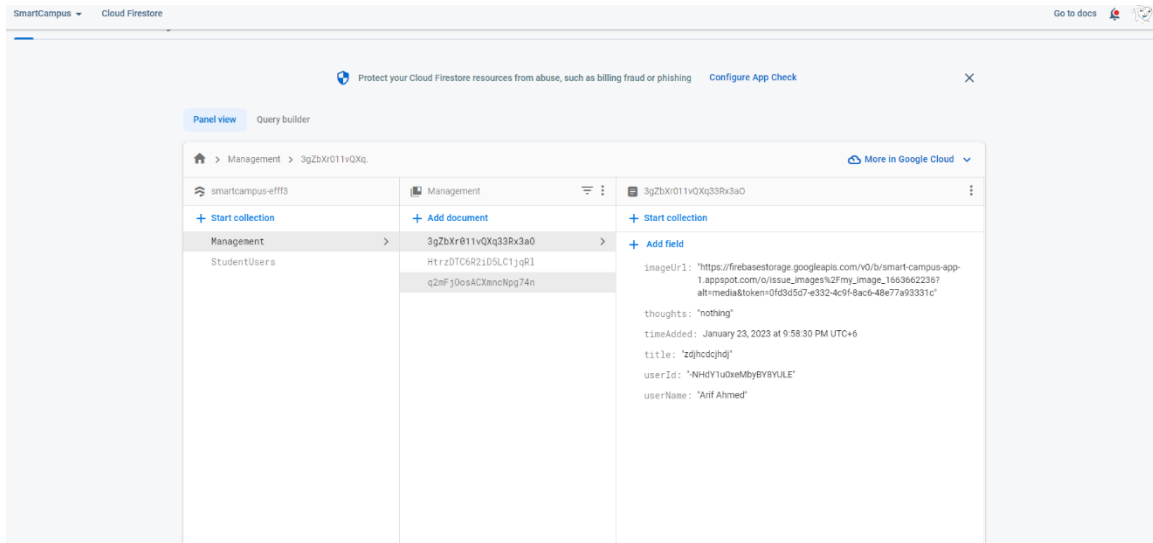 SmartCampus Cloud Firestore Go to docs
Protect your Cloud Firestore resources from abuse, such as billing fraud or phishing Configure App Check
Panel view Query builder
Management 3gZbXr011vQXq.
More in Google Cloud
smartcampus-efff3
Management
3gZbXr011vQXq33Rx3aO
+ Start collection
+ Add document
+ Start collection
Management
StudentUsers
3gZbXr011vQXq33Rx3aO
HtrzDTC6R2iD5LC1jqRl
q2mFjOosACXmncNpg74n
+ Add field
imageUrl: "https://firebasestorage.googleapis.com/v0/b/smart-campus-app-
1.appspot.com/o/issue_images%2Fmy_image_1663662236?
alt=media&token=0fd3d5d7-e332-4c9f-8ac6-48e77a93331c"
thoughts: "nothing"
timeAdded: January 23, 2023 at 9:58:30 PM UTC+6
title: "zdjhcdcjhdj"
userId: "-NHdY1u0xeMbyBY8YULE"
userName: "Arif Ahmed"